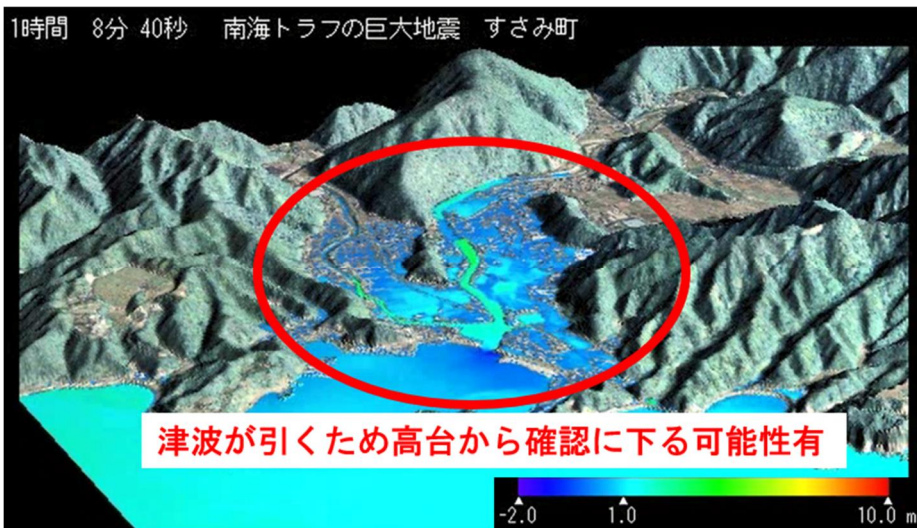 1時間 8分 40秒 南海トラフの巨大地震 すさみ町
津波が引くため高台から確認に下る可能性有
-2.0 1.0 10.0 m